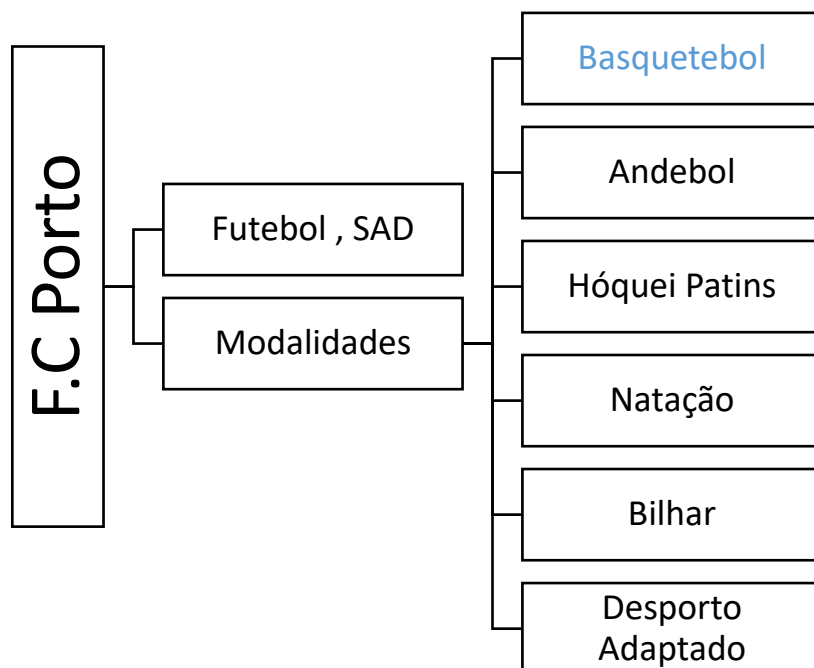 F.C Porto
Futebol , SAD
Modalidades
Basquetebol
Andebol
Hóquei Patins
Natação
Bilhar
Desporto
Adaptado